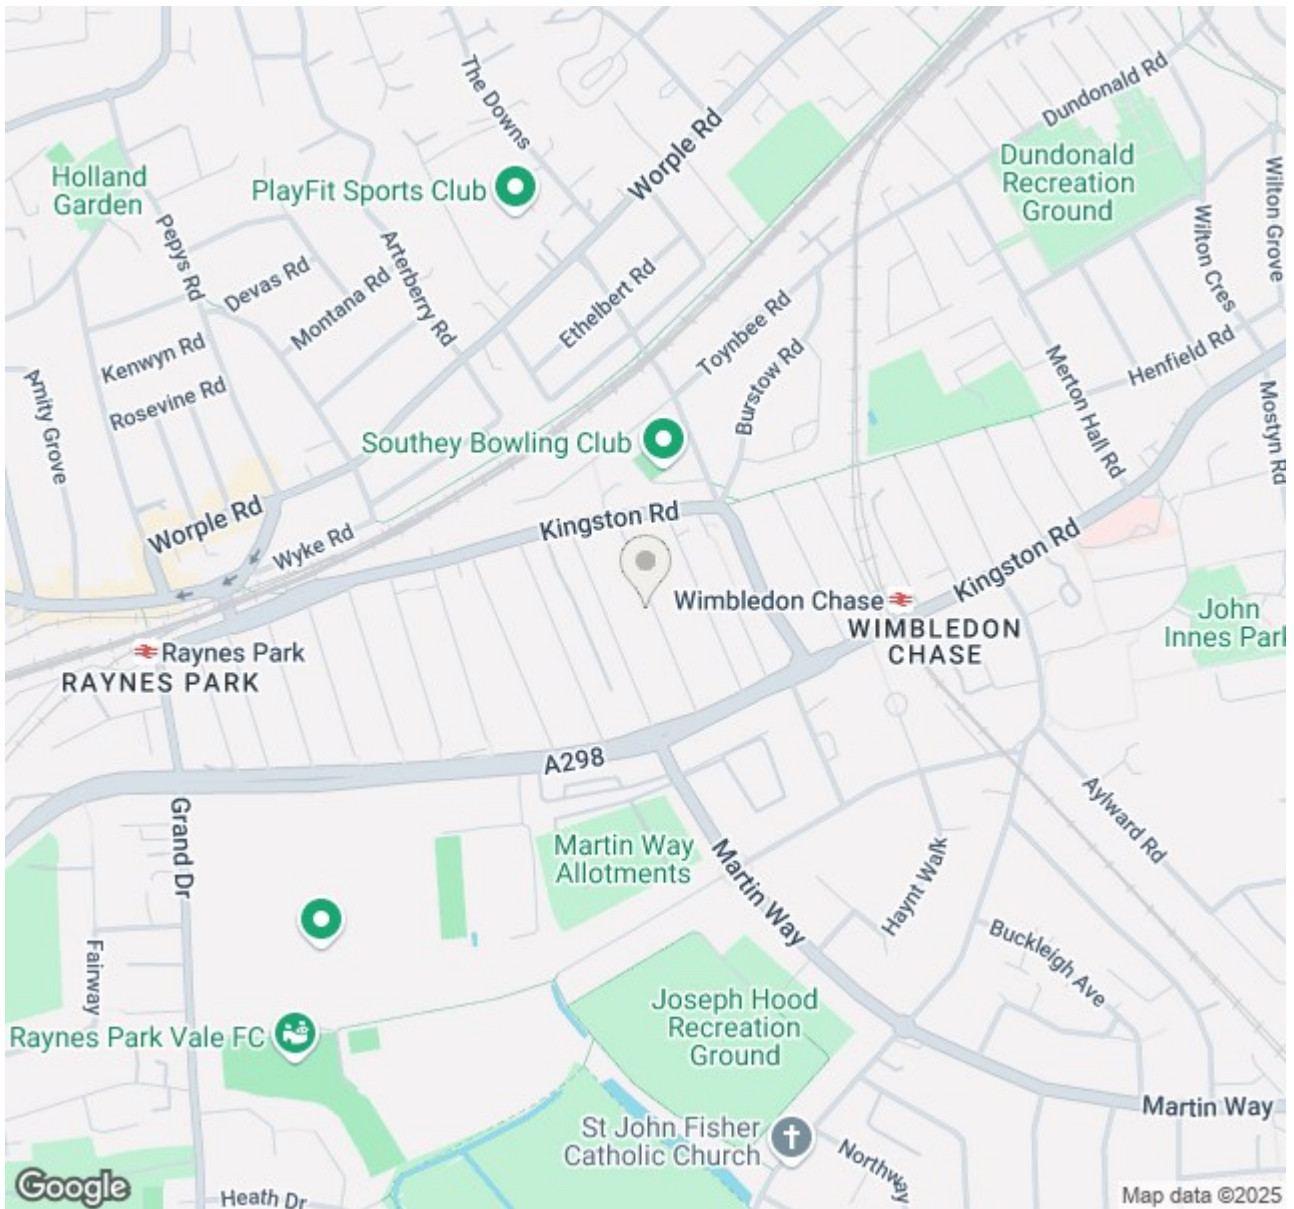 The Downs
Worple Rd
Dundonald Rd
Holland
Garden
PlayFit Sports Club
Dundonald
Recreation
Ground
Wilton Grove
Pepys Rd
Devas Rd
Montana Rd
Arterberry Rd
Ethelbert Rd
Toynbee Rd
Wilton Cres
Kenwyn Rd
Rosevine Rd
Amity Grove
Burstow Rd
Merton Hall Rd
Henfield Rd
Mostyn Rd
Southey Bowling Club
Worple Rd
Wyke Rd
Kingston Rd
Kingston Rd
Wimbledon Chase
WIMBLEDON
CHASE
John
Innes Park
Raynes Park
RAYNES PARK
A298
Grand Dr
Martin Way
Allotments
Martin Way
Aylward Rd
Haynt Walk
Buckleigh Ave
Fairway
Joseph Hood
Recreation
Ground
Raynes Park Vale FC
Martin Way
St John Fisher
Catholic Church
Northway
Heath Dr
Google
Map data ©2025